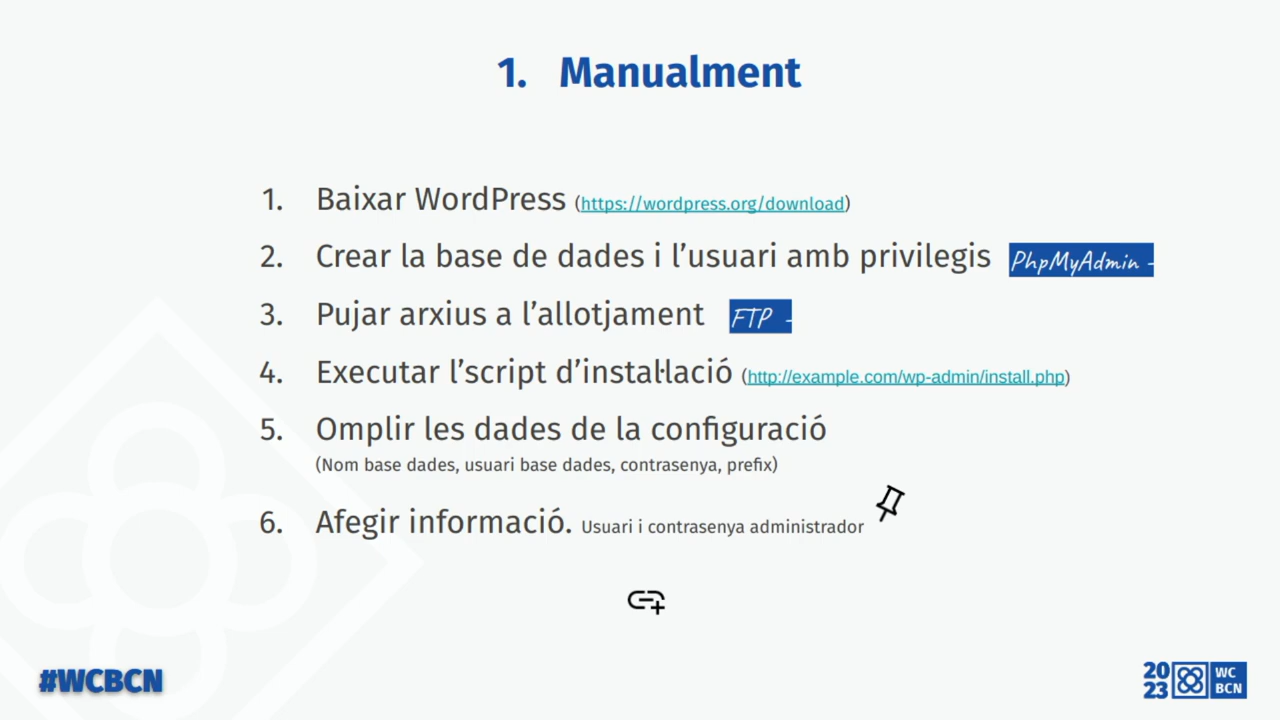 1. Manualment
1. Baixar WordPress (https://wordpress.org/download)
2. Crear la base de dades i l’usuari amb privilegis PhpMyAdmin -
3. Pujar arxius a l’allotjament FTP -
4. Executar l’script d’instal·lació (http://example.com/wp-admin/install.php)
5. Omplir les dades de la configuració
(Nom base dades, usuari base dades, contrasenya, prefix)
6. Afegir informació. Usuari i contrasenya administrador
#WCBCN
20 WC
23 BCN